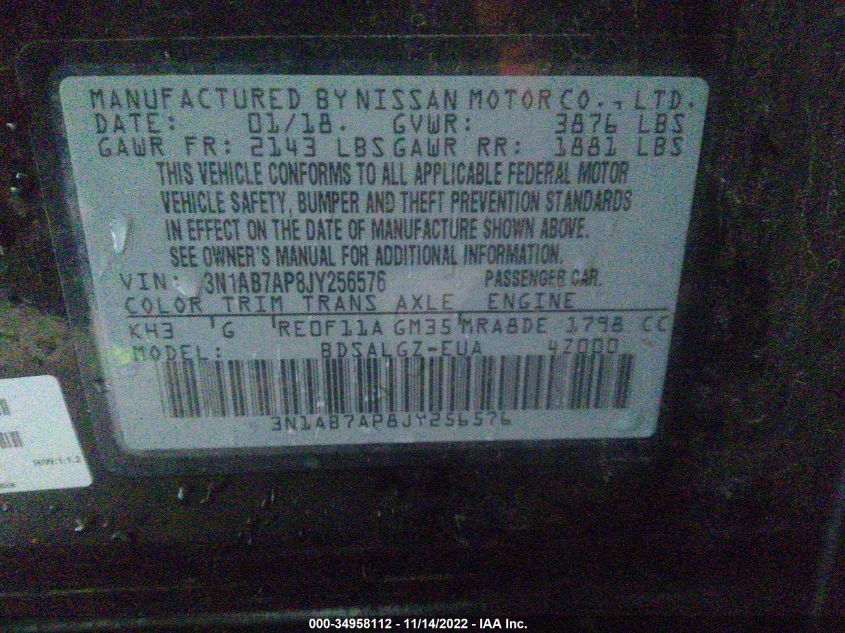 MANUFACTURED BY NISSAN MOTOR CO., LTD.
DATE: 01/18. GVWR: 3876 LBS
GAWR FR: 2143 LBS GAWR RR: 1881 LBS
THIS VEHICLE CONFORMS TO ALL APPLICABLE FEDERAL MOTOR
VEHICLE SAFETY, BUMPER AND THEFT PREVENTION STANDARDS
IN EFFECT ON THE DATE OF MANUFACTURE SHOWN ABOVE.
SEE OWNER'S MANUAL FOR ADDITIONAL INFORMATION.
VIN: 3N1AB7AP8JY256576 PASSENGER CAR.
COLOR TRIM TRANS AXLE ENGINE
KH3 G RE0F11A GM35 MRA8DE 1798 CC
MODEL: BDSALGZ-EUA 4Z000
3N1AB7AP8JY256576
000-34958112 - 11/14/2022 - IAA Inc.